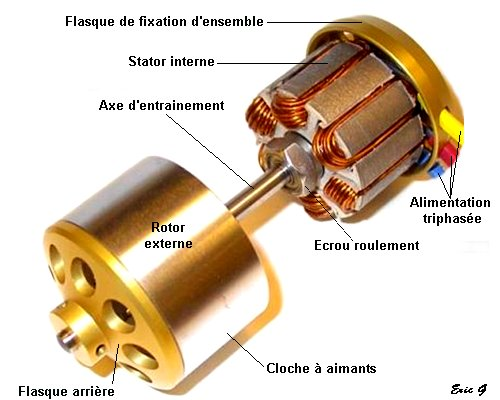 Flasque de fixation d'ensemble
Stator interne
Axe d'entrainement
Alimentation
triphasée
Rotor
externe
Ecrou roulement
Cloche à aimants
Flasque arrière
Eric G